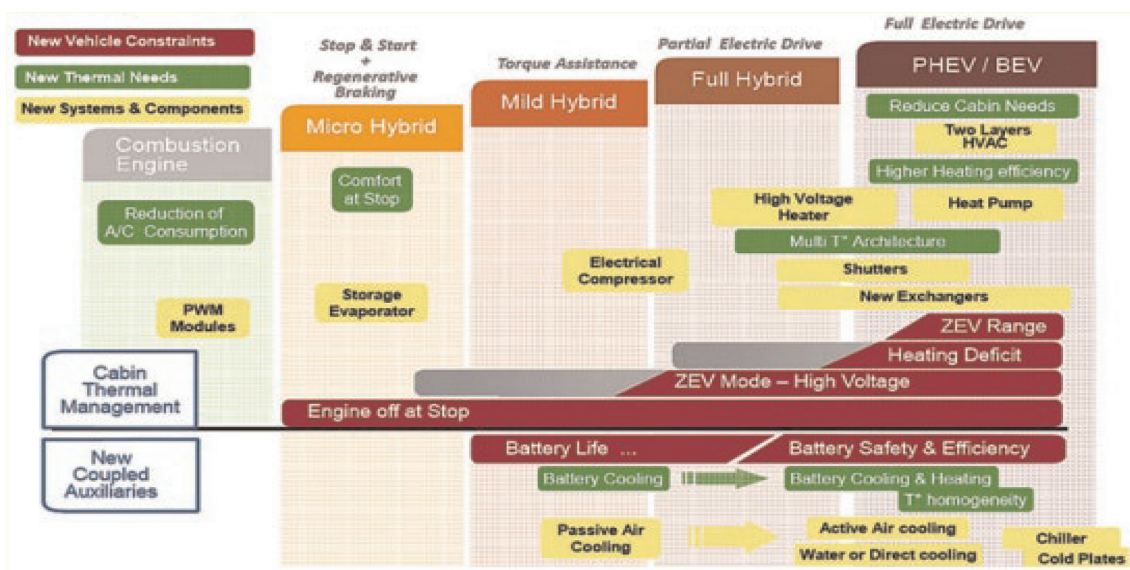 New Vehicle Constraints
New Thermal Needs
New Systems & Components
Stop & Start
+
Regenerative
Braking
Torque Assistance
Partial Electric Drive
Full Electric Drive
Combustion
Engine
Micro Hybrid
Mild Hybrid
Full Hybrid
PHEV / BEV
Reduce Cabin Needs
Two Layers
HVAC
Higher Heating efficiency
Comfort
at Stop
High Voltage
Heater
Heat Pump
Reduction of
A/C Consumption
Multi T° Architecture
Electrical
Compressor
Shutters
PWM
Modules
Storage
Evaporator
New Exchangers
ZEV Range
Heating Deficit
ZEV Mode – High Voltage
Engine off at Stop
Cabin
Thermal
Management
New
Coupled
Auxiliaries
Battery Life ...
Battery Safety & Efficiency
Battery Cooling
Battery Cooling & Heating
T° homogeneity
Passive Air
Cooling
Active Air cooling
Water or Direct cooling
Chiller
Cold Plates